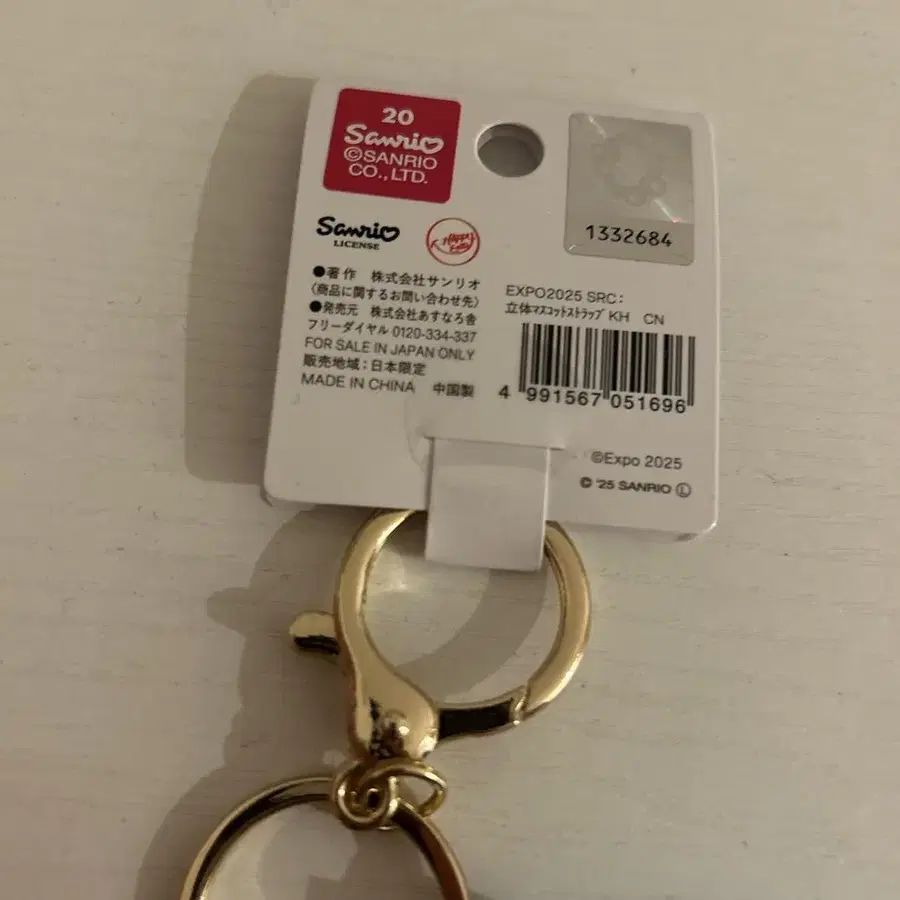 20
Sanrio
©SANRIO
CO.,LTD.
Sanrio
LICENSE
HAPPY
●著作 株式会社サンリオ
(商品に関するお問い合わせ先)
●発売元 株式会社あすなろ舎
フリーダイヤル 0120-334-337
FOR SALE IN JAPAN ONLY
販売地域:日本限定
MADE IN CHINA 中国製
1332684
EXPO2025 SRC:
立体マスコットストラップ KH CN
4 991567 051696
©Expo 2025
© '25 SANRIO Ⓛ